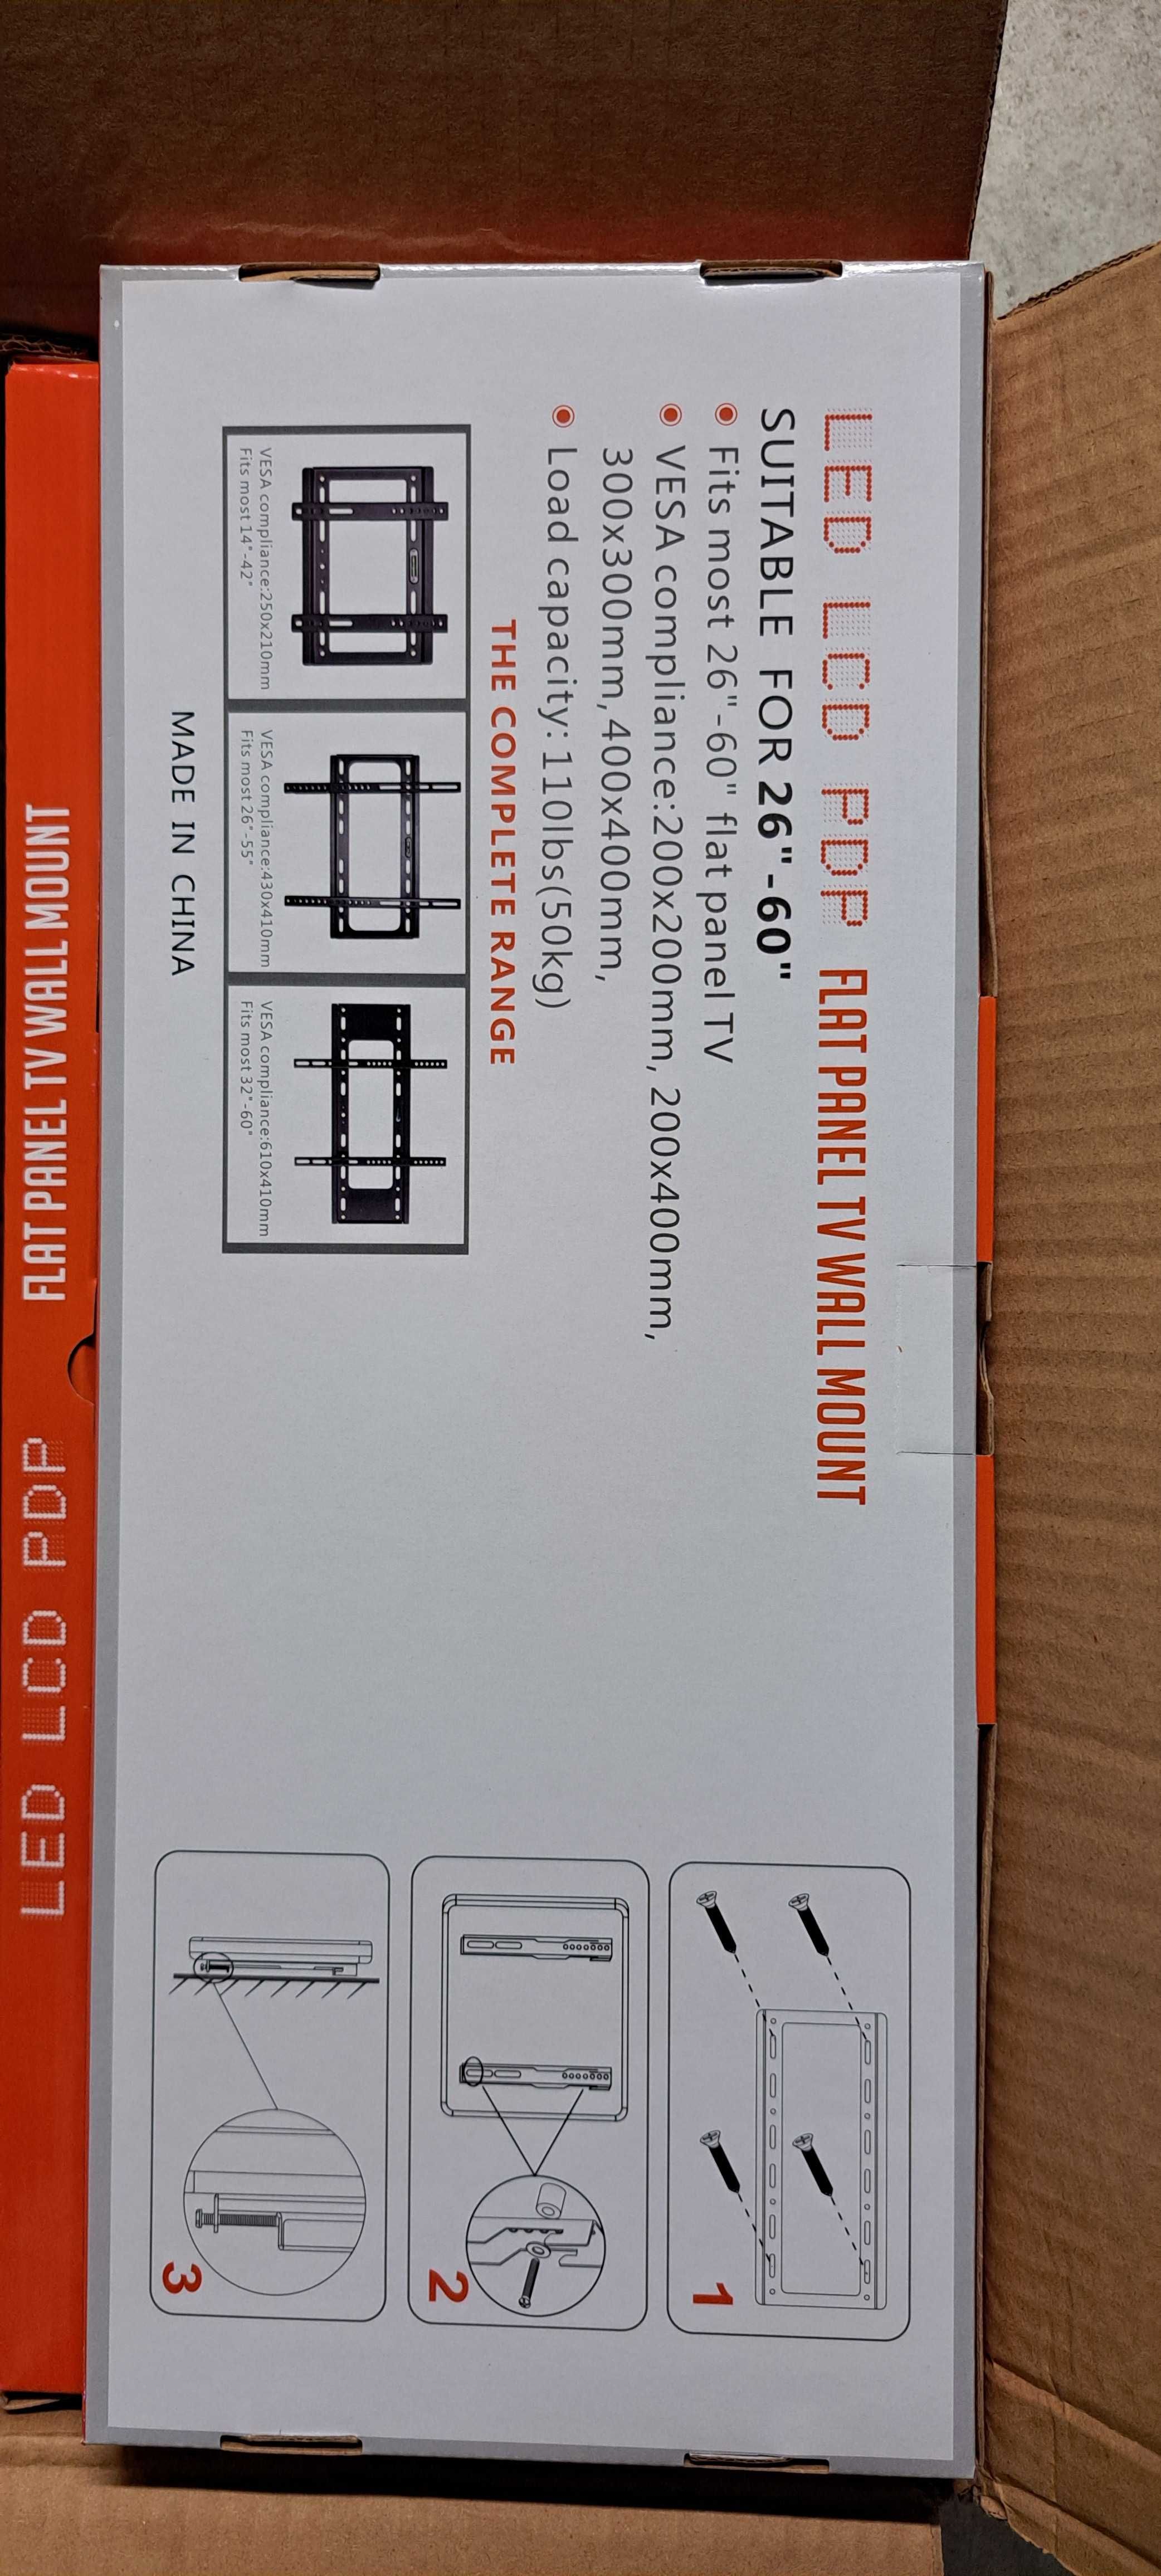 LED LCD PDP FLAT PANEL TV WALL MOUNT
SUITABLE FOR 26"-60"
Fits most 26"-60" flat panel TV
VESA compliance:200x200mm, 200x400mm,
300x300mm, 400x400mm,
Load capacity: 110lbs(50kg)
THE COMPLETE RANGE
VESA compliance:250x210mm
Fits most 14"-42"
VESA compliance:430x410mm
Fits most 26"-55"
VESA compliance:610x410mm
Fits most 32"-60"
MADE IN CHINA
1
2
3
FLAT PANEL TV WALL MOUNT
LED LCD PDP